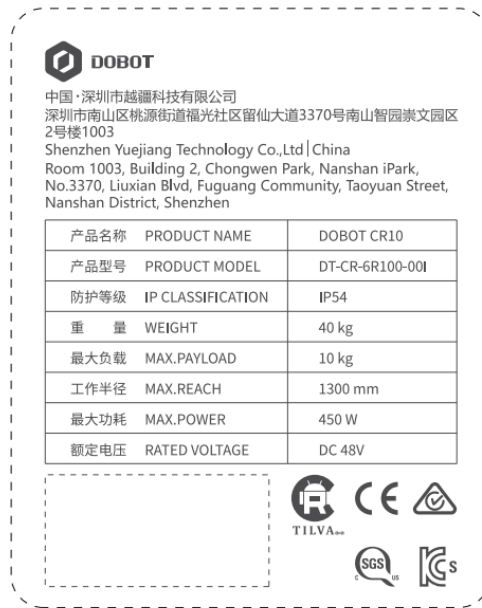 DOBOT
中国·深圳市越疆科技有限公司
深圳市南山区桃源街道福光社区留仙大道3370号南山智园崇文园区
2号楼1003
Shenzhen Yuejiang Technology Co.,Ltd|China
Room 1003, Building 2, Chongwen Park, Nanshan iPark,
No.3370, Liuxian Blvd, Fuguang Community, Taoyuan Street,
Nanshan District, Shenzhen
产品名称 PRODUCT NAME DOBOT CR10
产品型号 PRODUCT MODEL DT-CR-6R100-00I
防护等级 IP CLASSIFICATION IP54
重 量 WEIGHT 40 kg
最大负载 MAX.PAYLOAD 10 kg
工作半径 MAX.REACH 1300 mm
最大功耗 MAX.POWER 450 W
额定电压 RATED VOLTAGE DC 48V
CR CE
TILVA
c SGS us KC S